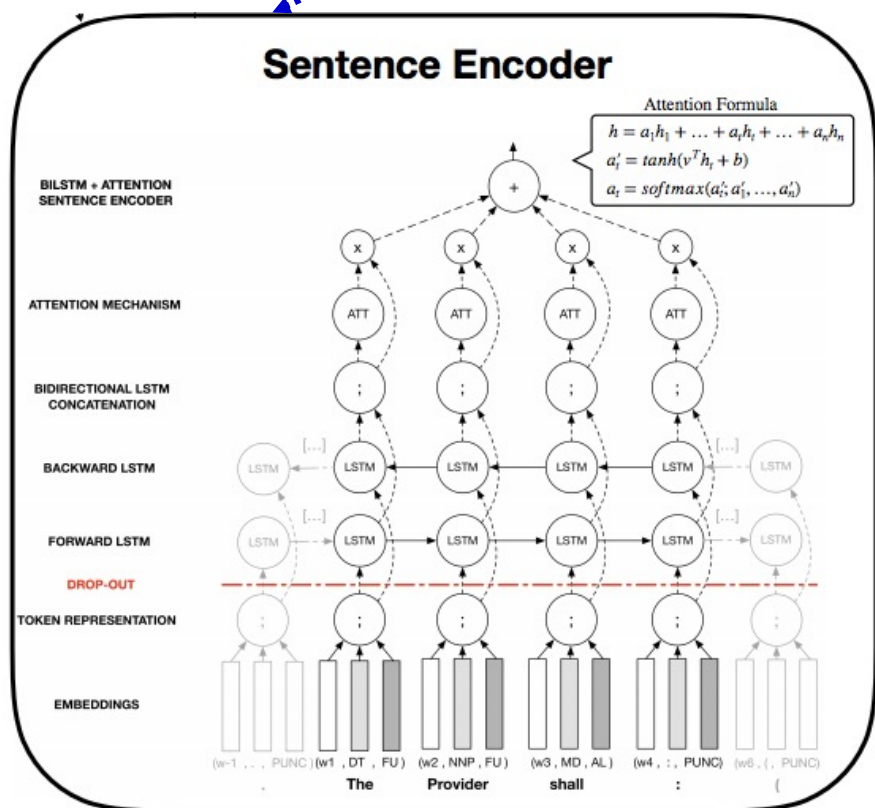 Sentence Encoder
Attention Formula
h = a₁h₁ + … + aₜhₜ + … + aₙhₙ
a′ₜ = tanh(vᵀhₜ + b)
aₜ = softmax(a′ₜ; a′₁, …, a′ₙ)
BILSTM + ATTENTION
SENTENCE ENCODER
+
x x x x
ATTENTION MECHANISM
ATT ATT ATT ATT
BIDIRECTIONAL LSTM
CONCATENATION
; ; ; ;
[...] [...]
BACKWARD LSTM
LSTM LSTM LSTM LSTM LSTM LSTM
[...] [...]
FORWARD LSTM
LSTM LSTM LSTM LSTM LSTM LSTM
DROP-OUT
TOKEN REPRESENTATION
; ; ; ; ; ;
EMBEDDINGS
(w-1 , . , PUNC) (w1 , DT , FU) (w2 , NNP, FU) (w3 , MD , AL) (w4 , : , PUNC) (w6 , ( , PUNC)
. The Provider shall : (